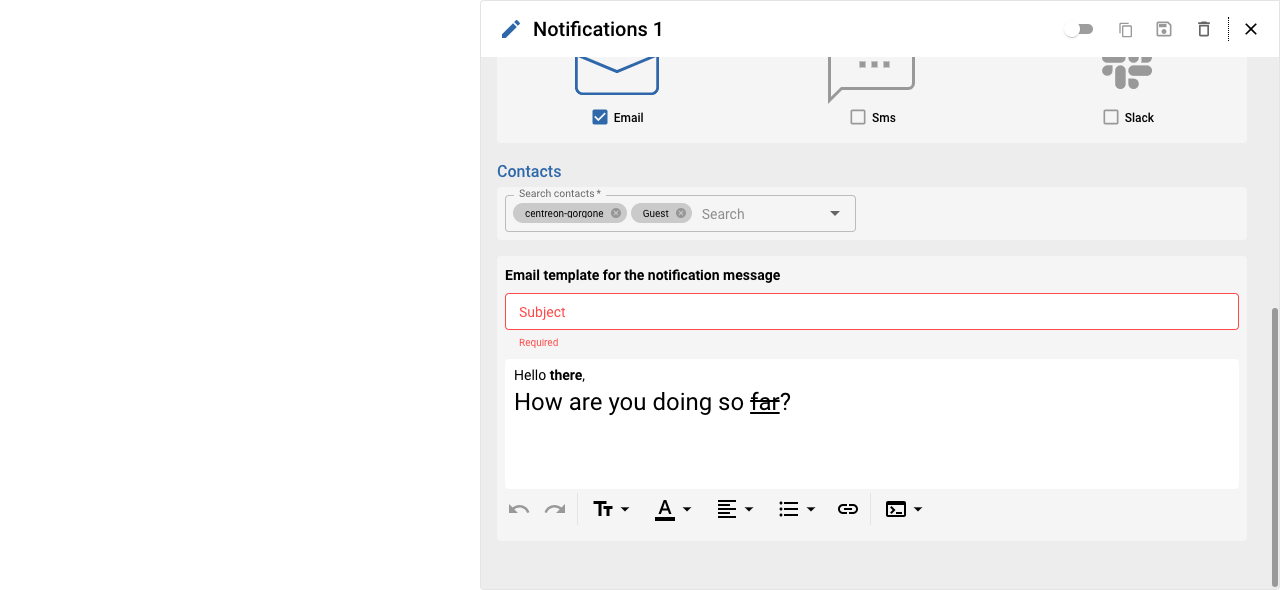 Notifications 1
Email
Sms
Slack
Contacts
Search contacts *
centreon-gorgone
Guest
Search
Email template for the notification message
Subject
Required
Hello there,
How are you doing so far?